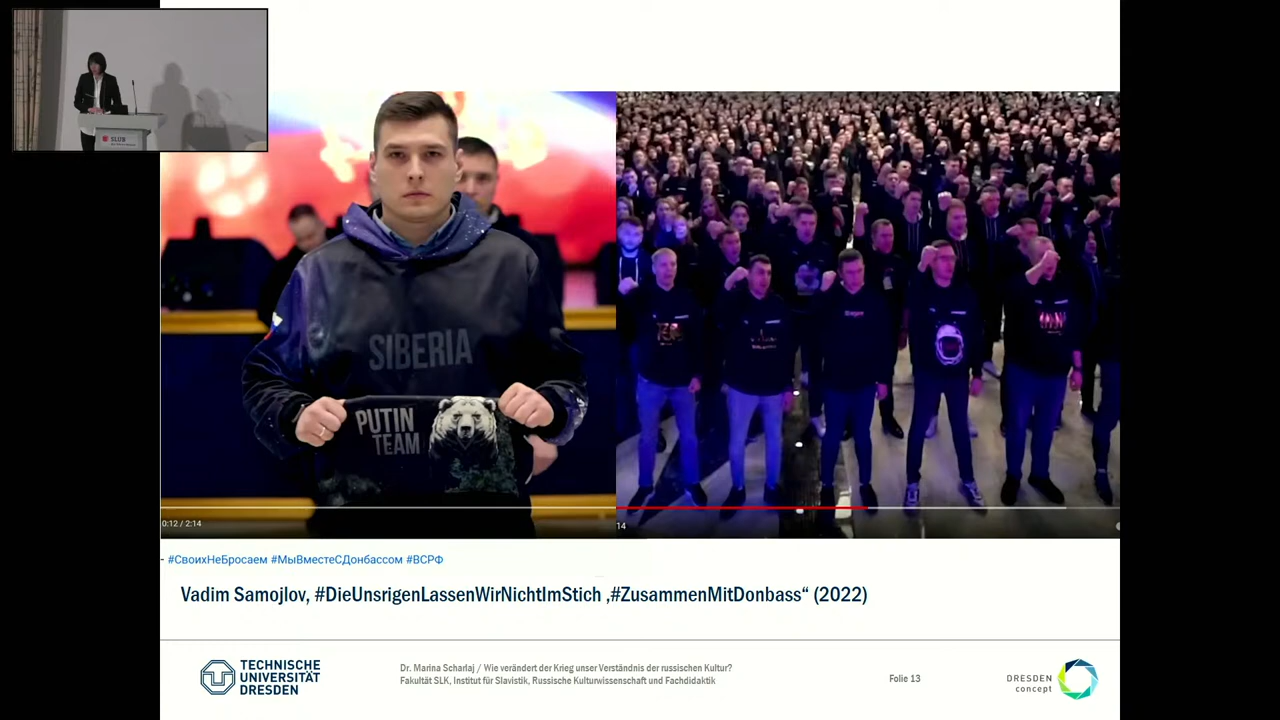 SLUB
SIBERIA
PUTIN
TEAM
0:12 / 2:14
14
- #СвоихНеБросаем #МыВместеСДонбассом #ВСРФ
Vadim Samojlov, #DieUnsrigenLassenWirNichtImStich ‚#ZusammenMitDonbass“ (2022)
TECHNISCHE
UNIVERSITÄT
DRESDEN
Dr. Marina Scharlaj / Wie verändert der Krieg unser Verständnis der russischen Kultur?
Fakultät SLK, Institut für Slavistik, Russische Kulturwissenschaft und Fachdidaktik
Folie 13
DRESDEN
concept